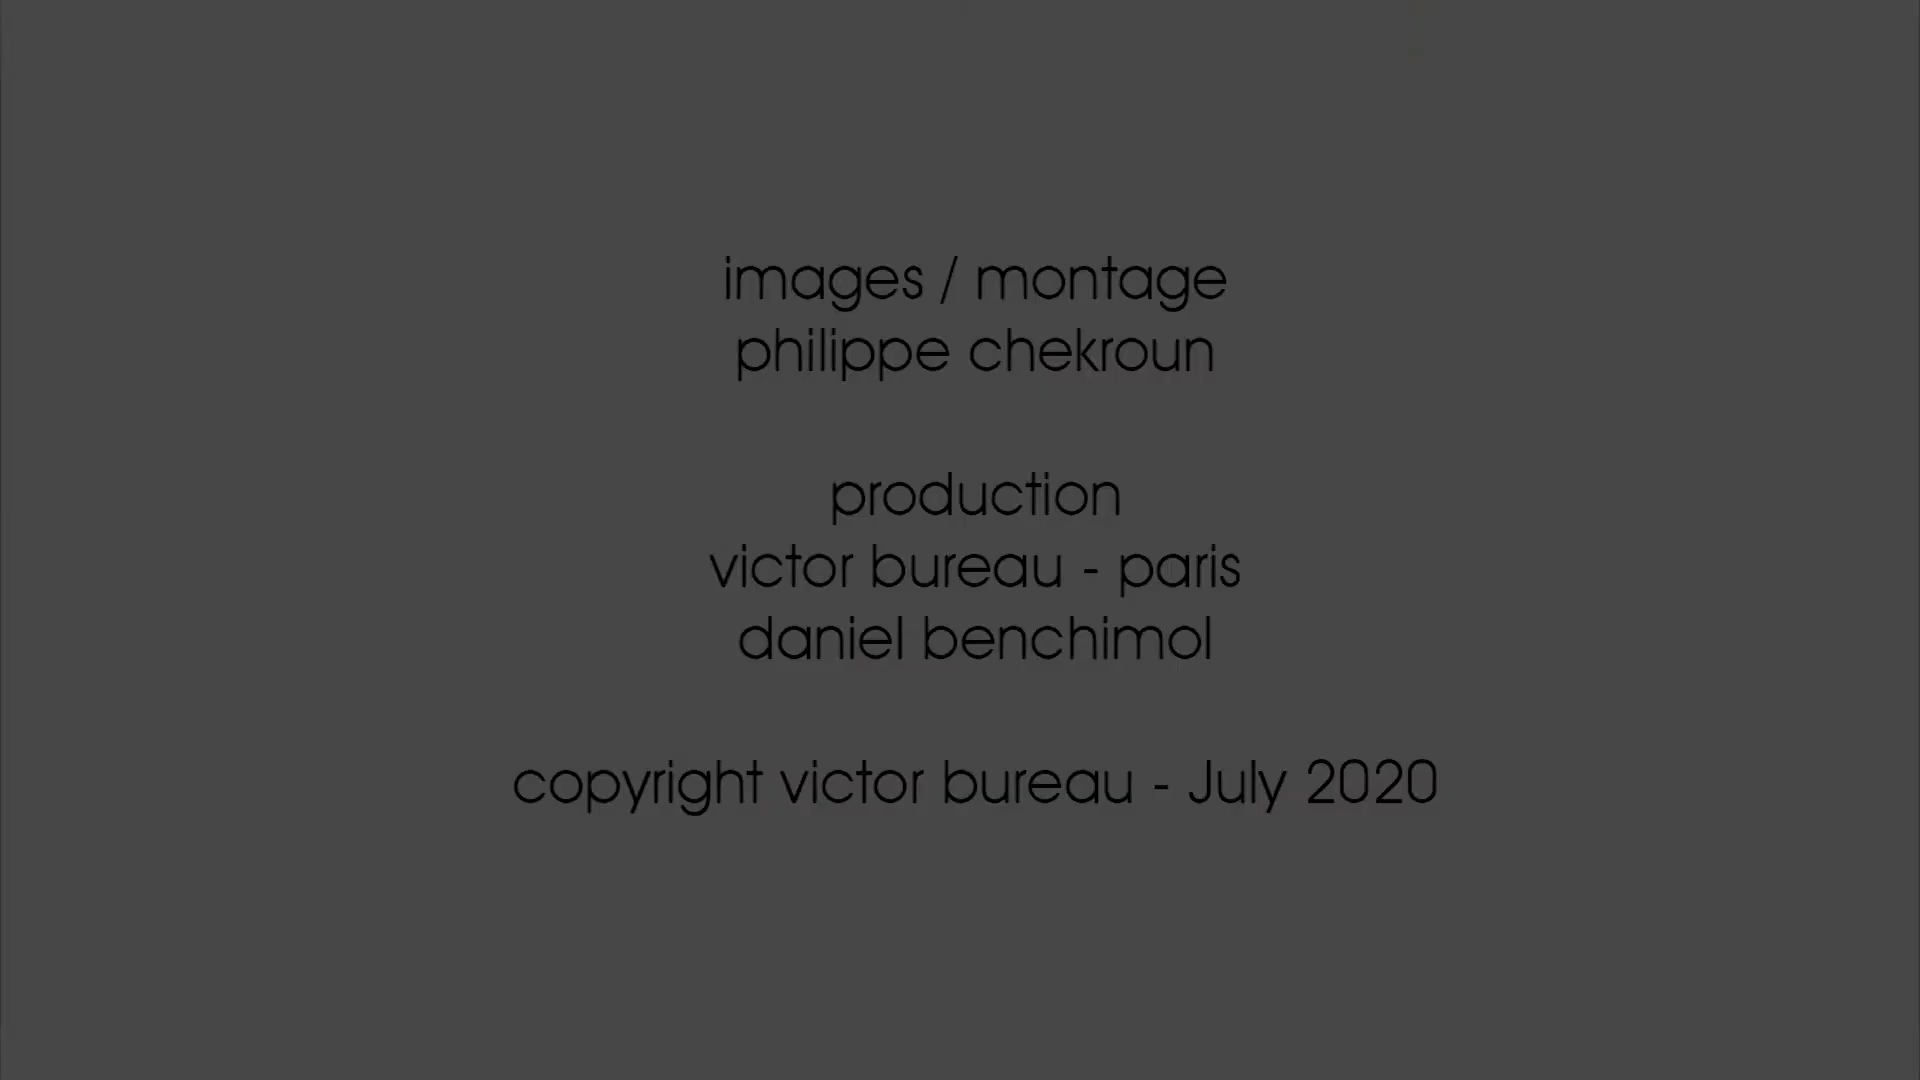 images / montage
philippe chekroun
production
victor bureau - paris
daniel benchimol
copyright victor bureau - July 2020